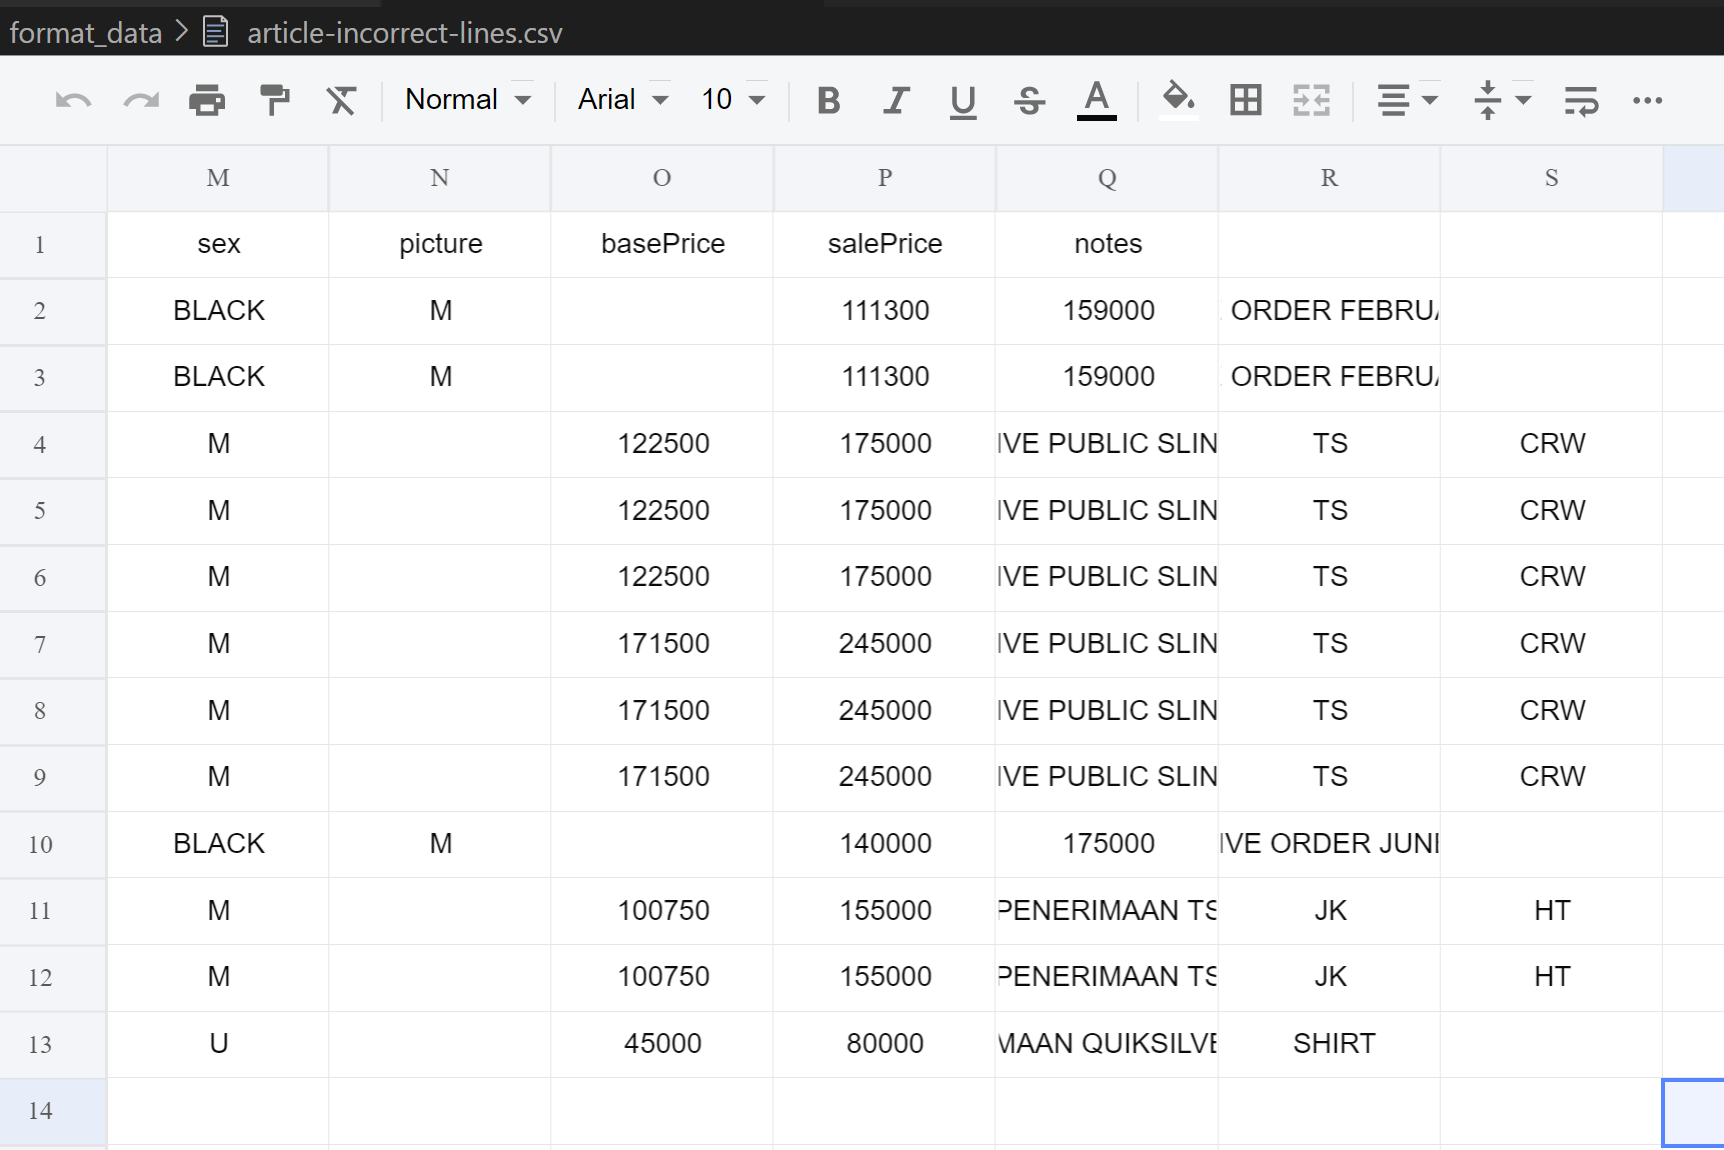 format_data > article-incorrect-lines.csv
Normal Arial 10 B I U S A
M N O P Q R S
1 sex picture basePrice salePrice notes
2 BLACK M 111300 159000 ORDER FEBRUA
3 BLACK M 111300 159000 ORDER FEBRUA
4 M 122500 175000 IVE PUBLIC SLIN TS CRW
5 M 122500 175000 IVE PUBLIC SLIN TS CRW
6 M 122500 175000 IVE PUBLIC SLIN TS CRW
7 M 171500 245000 IVE PUBLIC SLIN TS CRW
8 M 171500 245000 IVE PUBLIC SLIN TS CRW
9 M 171500 245000 IVE PUBLIC SLIN TS CRW
10 BLACK M 140000 175000 IVE ORDER JUNE
11 M 100750 155000 PENERIMAAN TS JK HT
12 M 100750 155000 PENERIMAAN TS JK HT
13 U 45000 80000 MAAN QUIKSILVE SHIRT
14